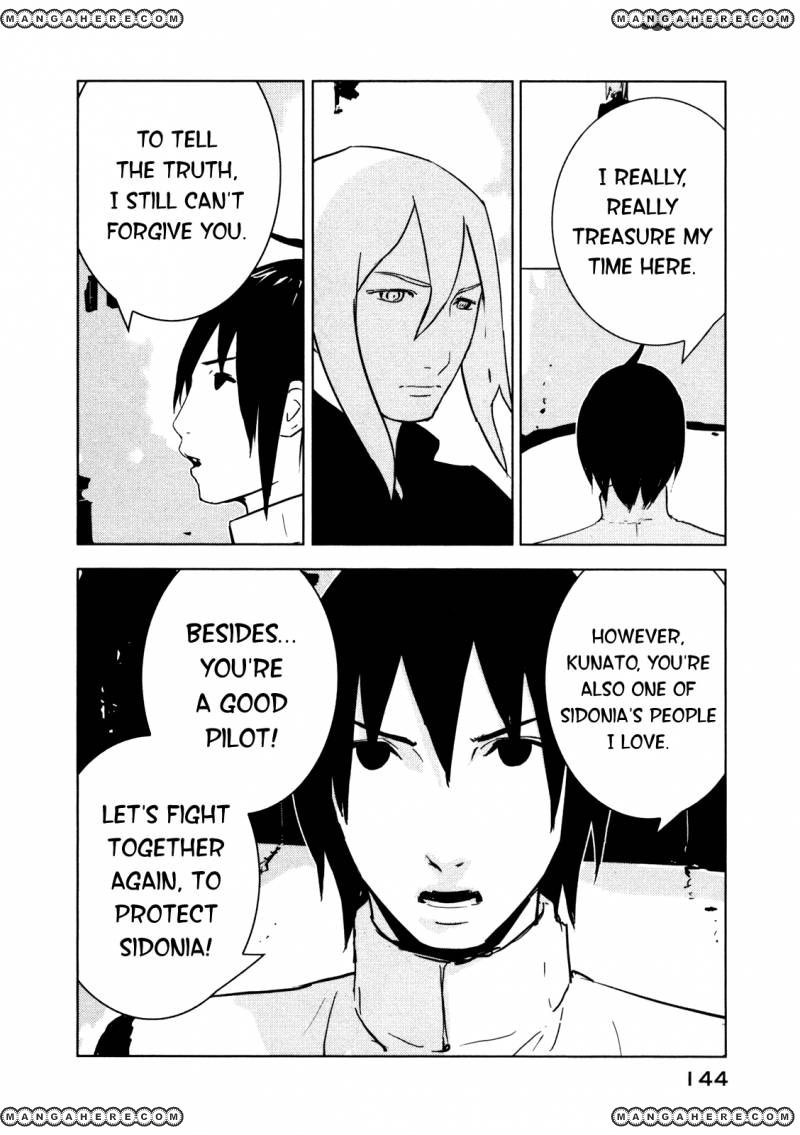 MANGAHERE.COM
MANGAHERE.COM
I REALLY,
REALLY
TREASURE MY
TIME HERE.
TO TELL
THE TRUTH,
I STILL CAN'T
FORGIVE YOU.
HOWEVER,
KUNATO, YOU'RE
ALSO ONE OF
SIDONIA'S PEOPLE
I LOVE.
BESIDES...
YOU'RE
A GOOD
PILOT!
LET'S FIGHT
TOGETHER
AGAIN, TO
PROTECT
SIDONIA!
144
MANGAHERE.COM
MANGAHERE.COM